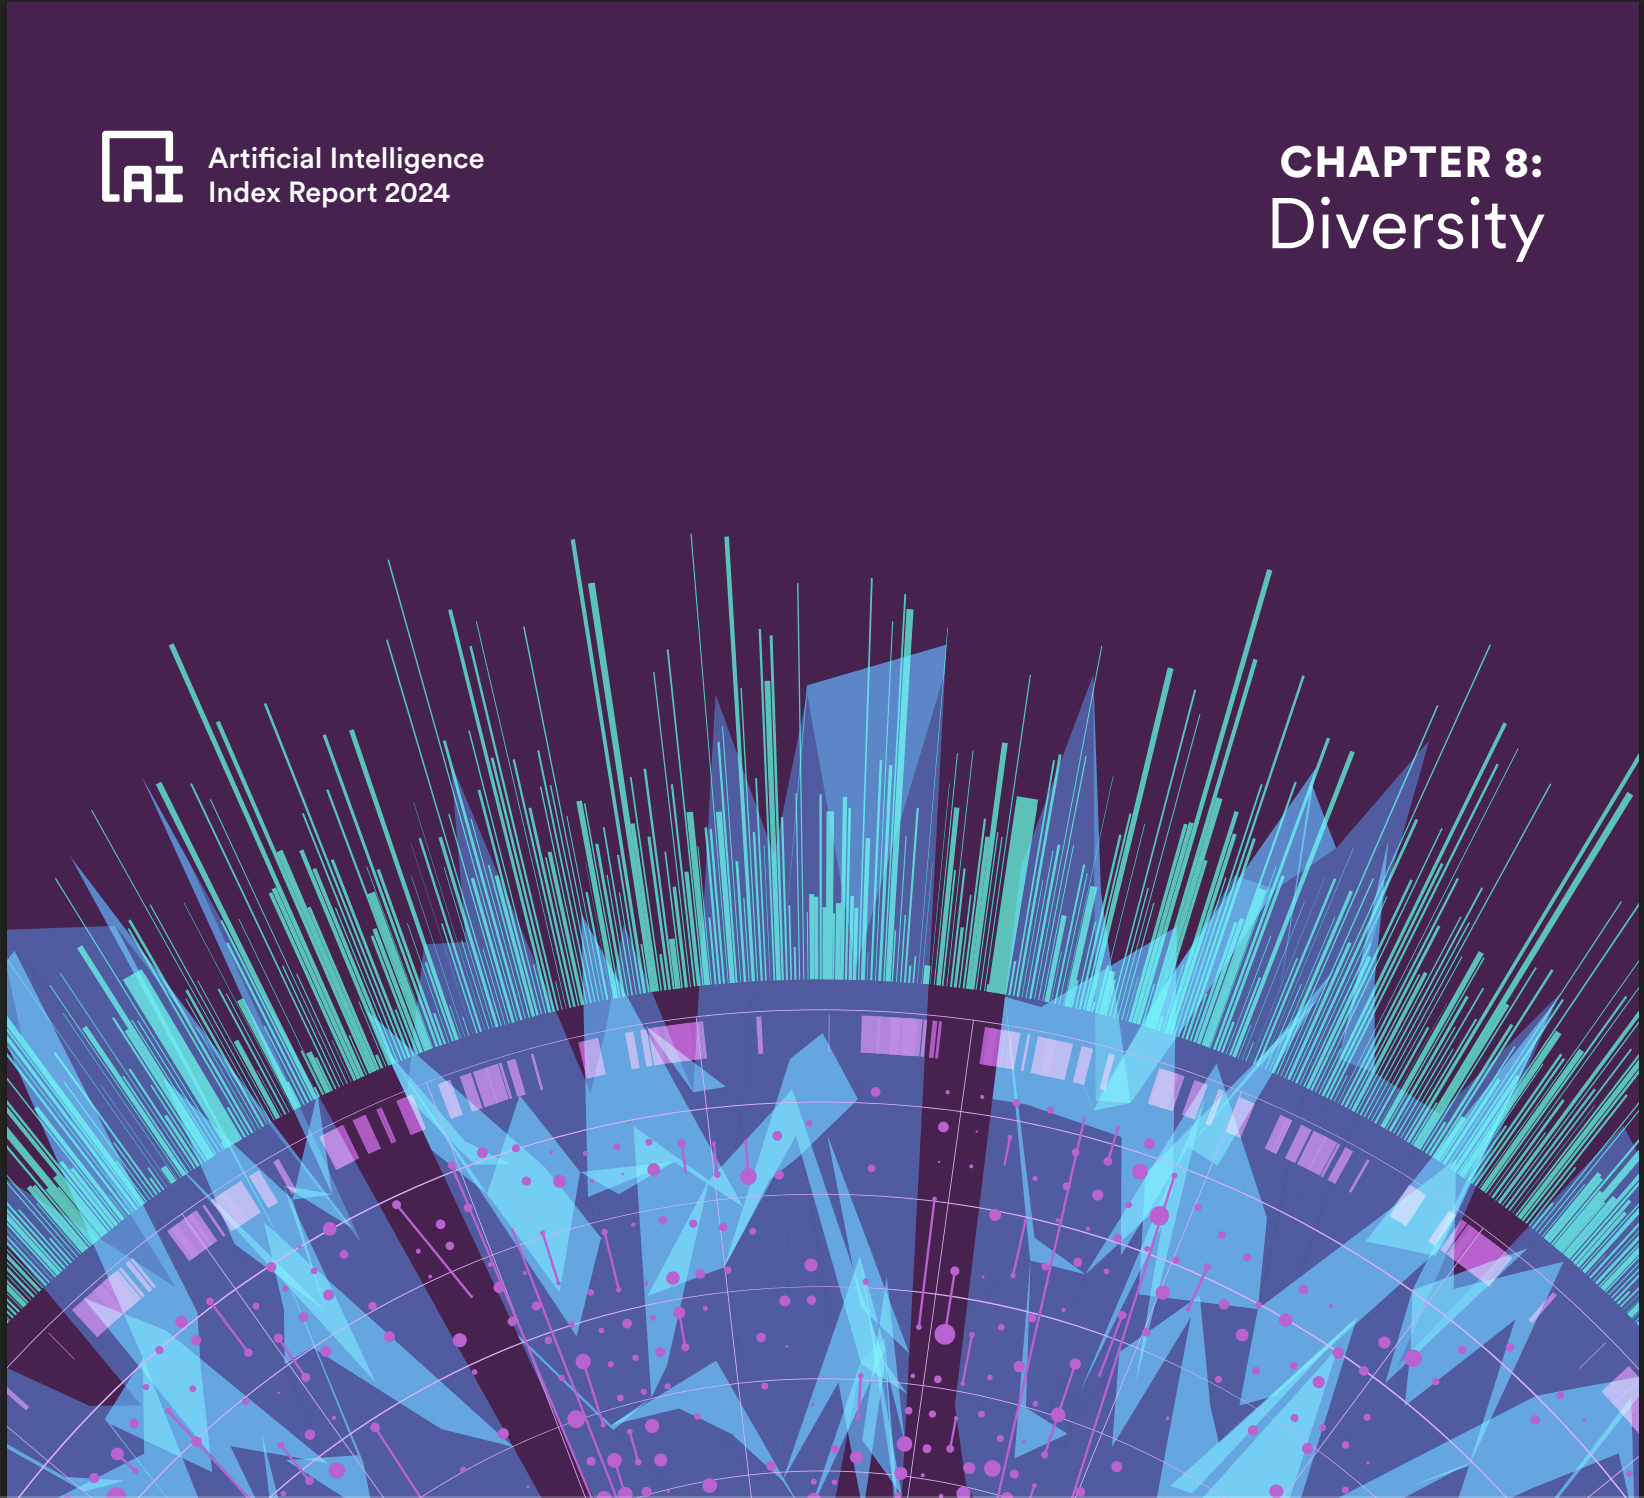 AI
Artificial Intelligence
Index Report 2024
CHAPTER 8:
Diversity